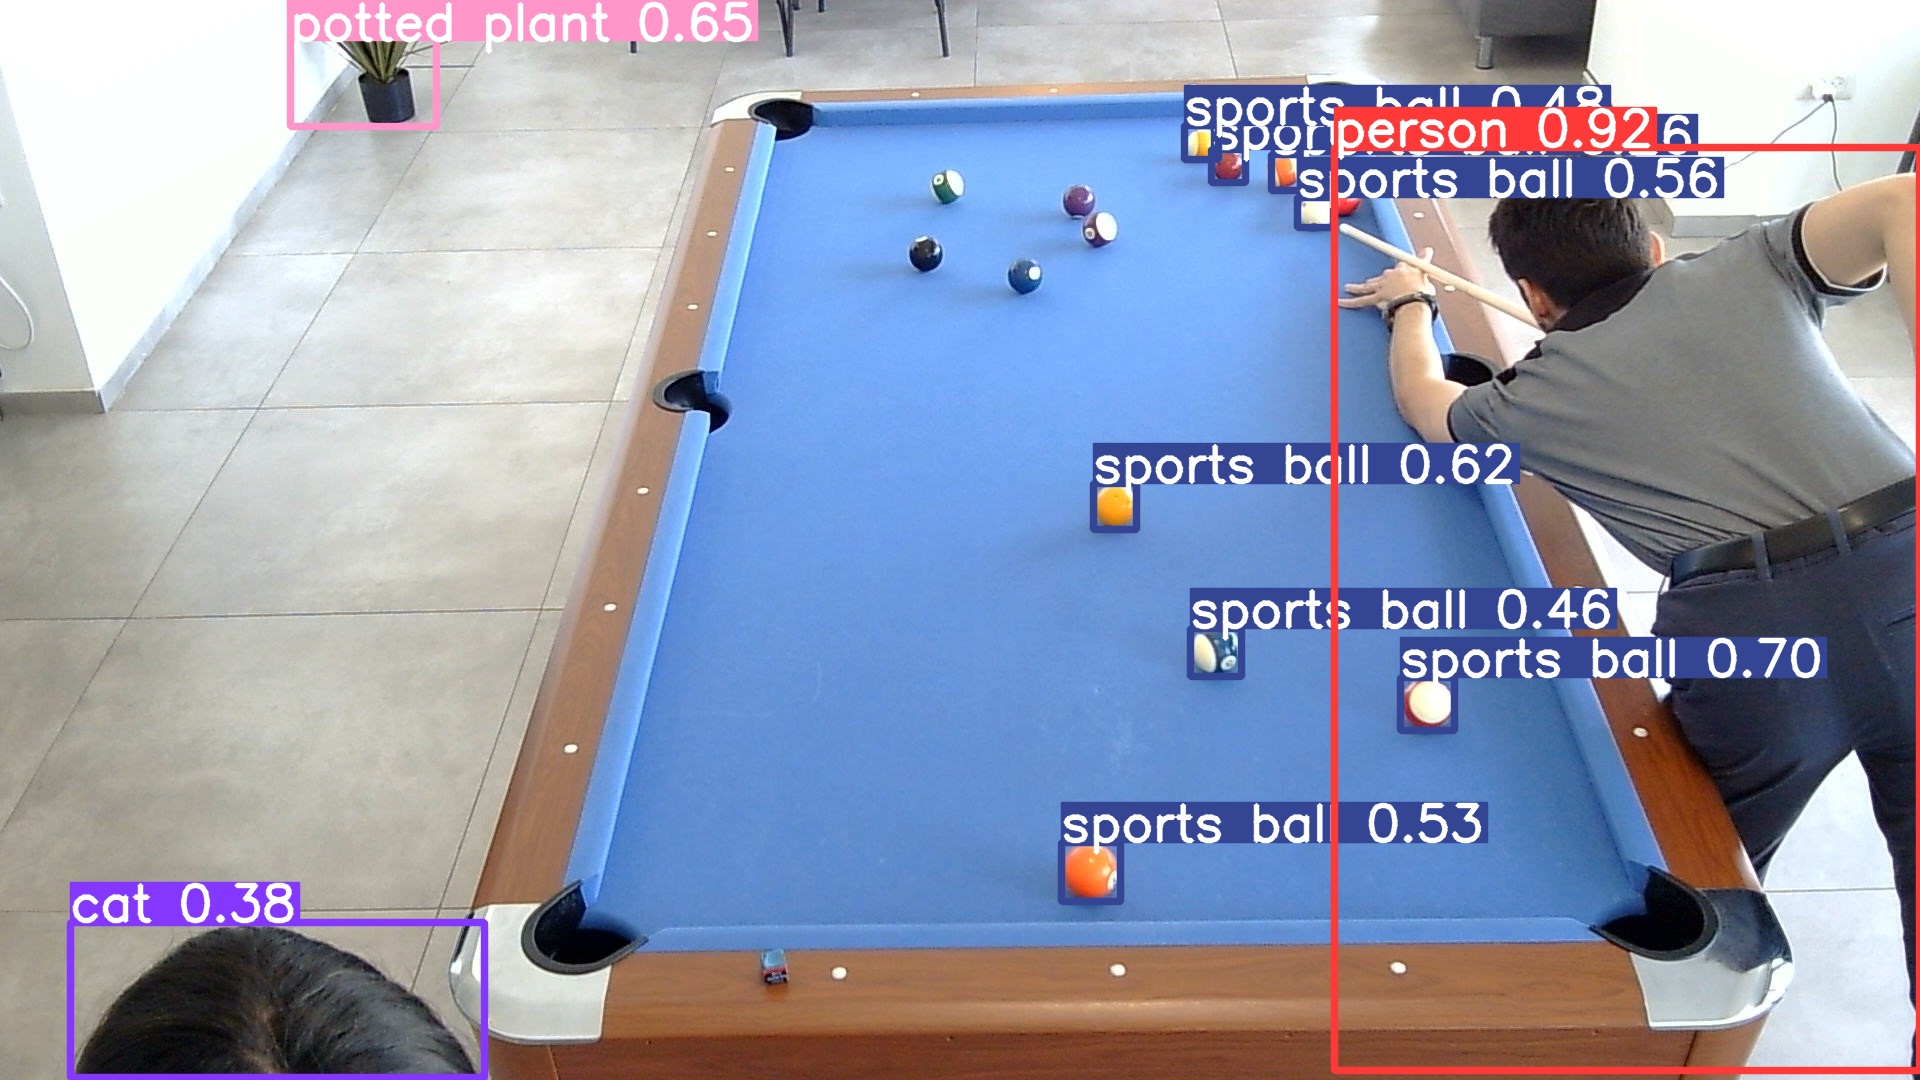 potted plant 0.65
sports ball 0.48
person 0.92
sports ball 0.56
sports ball 0.62
sports ball 0.46
sports ball 0.70
sports ball 0.53
cat 0.38